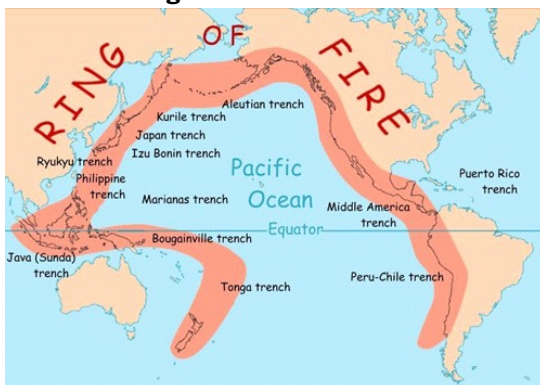 RING
OF
FIRE
Aleutian trench
Kurile trench
Japan trench
Izu Bonin trench
Ryukyu trench
Philippine
trench
Marianas trench
Pacific
Ocean
Puerto Rico
trench
Middle America
trench
Equator
Bougainville trench
Java (Sunda)
trench
Tonga trench
Peru-Chile trench